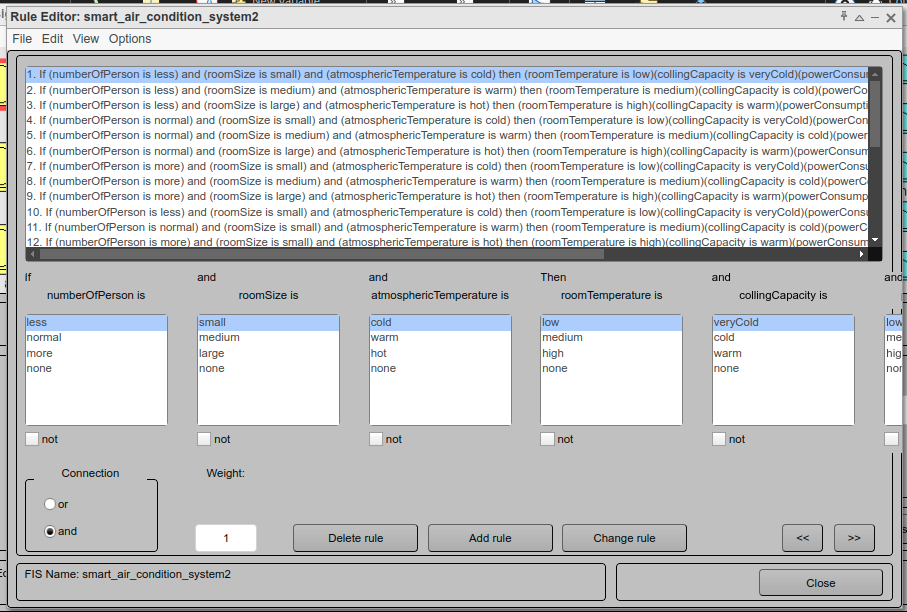 Rule Editor: smart_air_condition_system2
File Edit View Options
1. If (numberOfPerson is less) and (roomSize is small) and (atmosphericTemperature is cold) then (roomTemperature is low)(collingCapacity is veryCold)(powerConsum
2. If (numberOfPerson is less) and (roomSize is medium) and (atmosphericTemperature is warm) then (roomTemperature is medium)(collingCapacity is cold)(powerCo
3. If (numberOfPerson is less) and (roomSize is large) and (atmosphericTemperature is hot) then (roomTemperature is high)(collingCapacity is warm)(powerConsumpti
4. If (numberOfPerson is normal) and (roomSize is small) and (atmosphericTemperature is cold) then (roomTemperature is low)(collingCapacity is veryCold)(powerCon
5. If (numberOfPerson is normal) and (roomSize is medium) and (atmosphericTemperature is warm) then (roomTemperature is medium)(collingCapacity is cold)(power
6. If (numberOfPerson is normal) and (roomSize is large) and (atmosphericTemperature is hot) then (roomTemperature is high)(collingCapacity is warm)(powerConsum
7. If (numberOfPerson is more) and (roomSize is small) and (atmosphericTemperature is cold) then (roomTemperature is low)(collingCapacity is veryCold)(powerConsu
8. If (numberOfPerson is more) and (roomSize is medium) and (atmosphericTemperature is warm) then (roomTemperature is medium)(collingCapacity is cold)(powerC
9. If (numberOfPerson is more) and (roomSize is large) and (atmosphericTemperature is hot) then (roomTemperature is high)(collingCapacity is warm)(powerConsump
10. If (numberOfPerson is less) and (roomSize is small) and (atmosphericTemperature is cold) then (roomTemperature is low)(collingCapacity is veryCold)(powerConsu
11. If (numberOfPerson is normal) and (roomSize is small) and (atmosphericTemperature is warm) then (roomTemperature is medium)(collingCapacity is cold)(power
12. If (numberOfPerson is more) and (roomSize is small) and (atmosphericTemperature is hot) then (roomTemperature is high)(collingCapacity is warm)(powerConsum
If and and Then and and
numberOfPerson is roomSize is atmosphericTemperature is roomTemperature is collingCapacity is
less small cold low veryCold low
normal medium warm medium cold me
more large hot high warm hig
none none none none none nor
not not not not not
Connection Weight:
or
and
1 Delete rule Add rule Change rule << >>
FIS Name: smart_air_condition_system2
Close